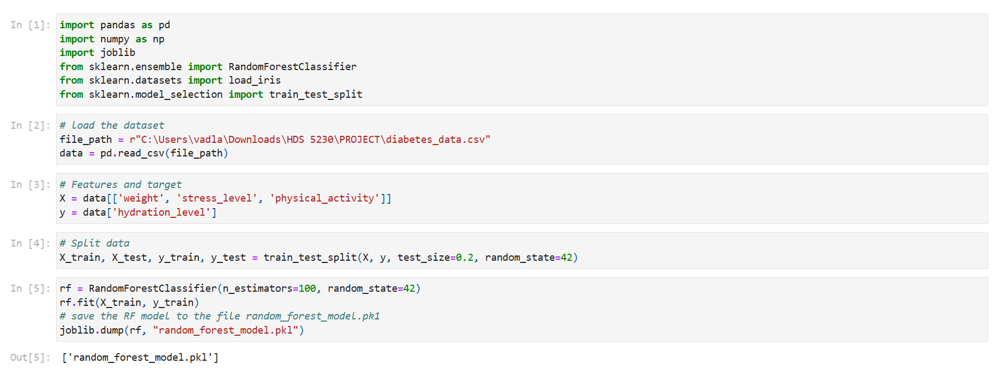 In [1]: import pandas as pd
import numpy as np
import joblib
from sklearn.ensemble import RandomForestClassifier
from sklearn.datasets import load_iris
from sklearn.model_selection import train_test_split
In [2]: # load the dataset
file_path = r"C:\Users\vadla\Downloads\HDS 5230\PROJECT\diabetes_data.csv"
data = pd.read_csv(file_path)
In [3]: # Features and target
X = data[['weight', 'stress_level', 'physical_activity']]
y = data['hydration_level']
In [4]: # Split data
X_train, X_test, y_train, y_test = train_test_split(X, y, test_size=0.2, random_state=42)
In [5]: rf = RandomForestClassifier(n_estimators=100, random_state=42)
rf.fit(X_train, y_train)
# save the RF model to the file random_forest_model.pk1
joblib.dump(rf, "random_forest_model.pkl")
Out[5]: ['random_forest_model.pkl']